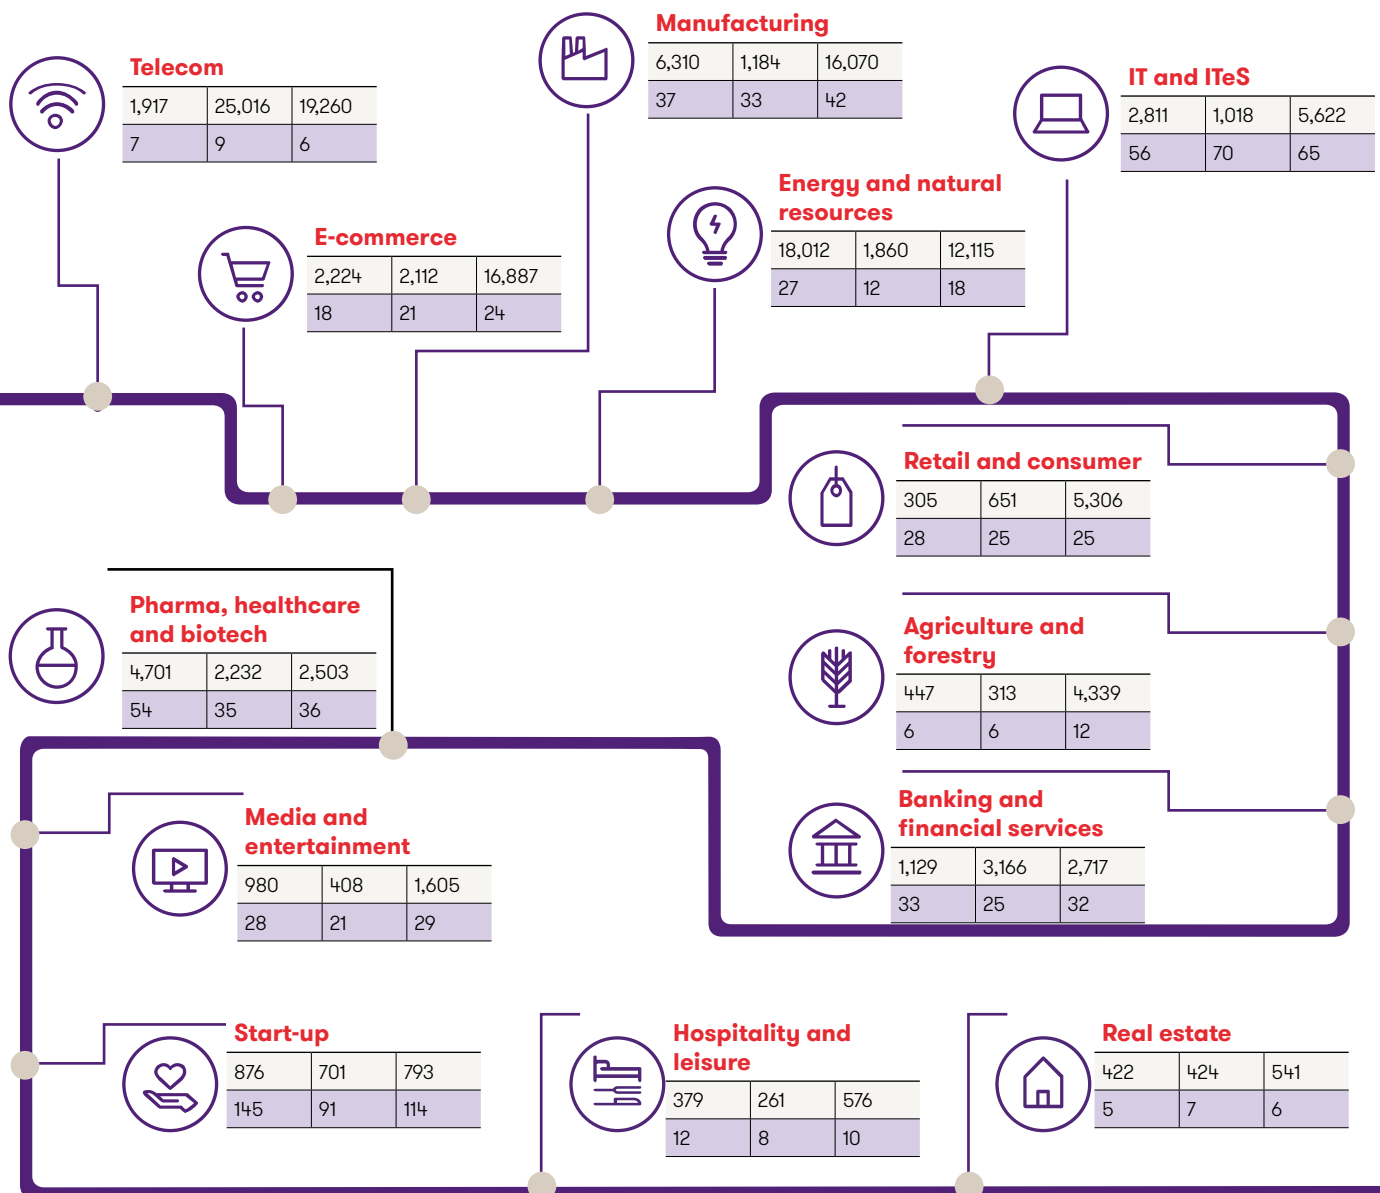 Manufacturing
6,310 1,184 16,070
37 33 42
Telecom
1,917 25,016 19,260
7 9 6
IT and ITeS
2,811 1,018 5,622
56 70 65
Energy and natural
resources
18,012 1,860 12,115
27 12 18
E-commerce
2,224 2,112 16,887
18 21 24
Retail and consumer
305 651 5,306
28 25 25
Pharma, healthcare
and biotech
4,701 2,232 2,503
54 35 36
Agriculture and
forestry
447 313 4,339
6 6 12
Banking and
financial services
1,129 3,166 2,717
33 25 32
Media and
entertainment
980 408 1,605
28 21 29
Start-up
876 701 793
145 91 114
Hospitality and
leisure
379 261 576
12 8 10
Real estate
422 424 541
5 7 6